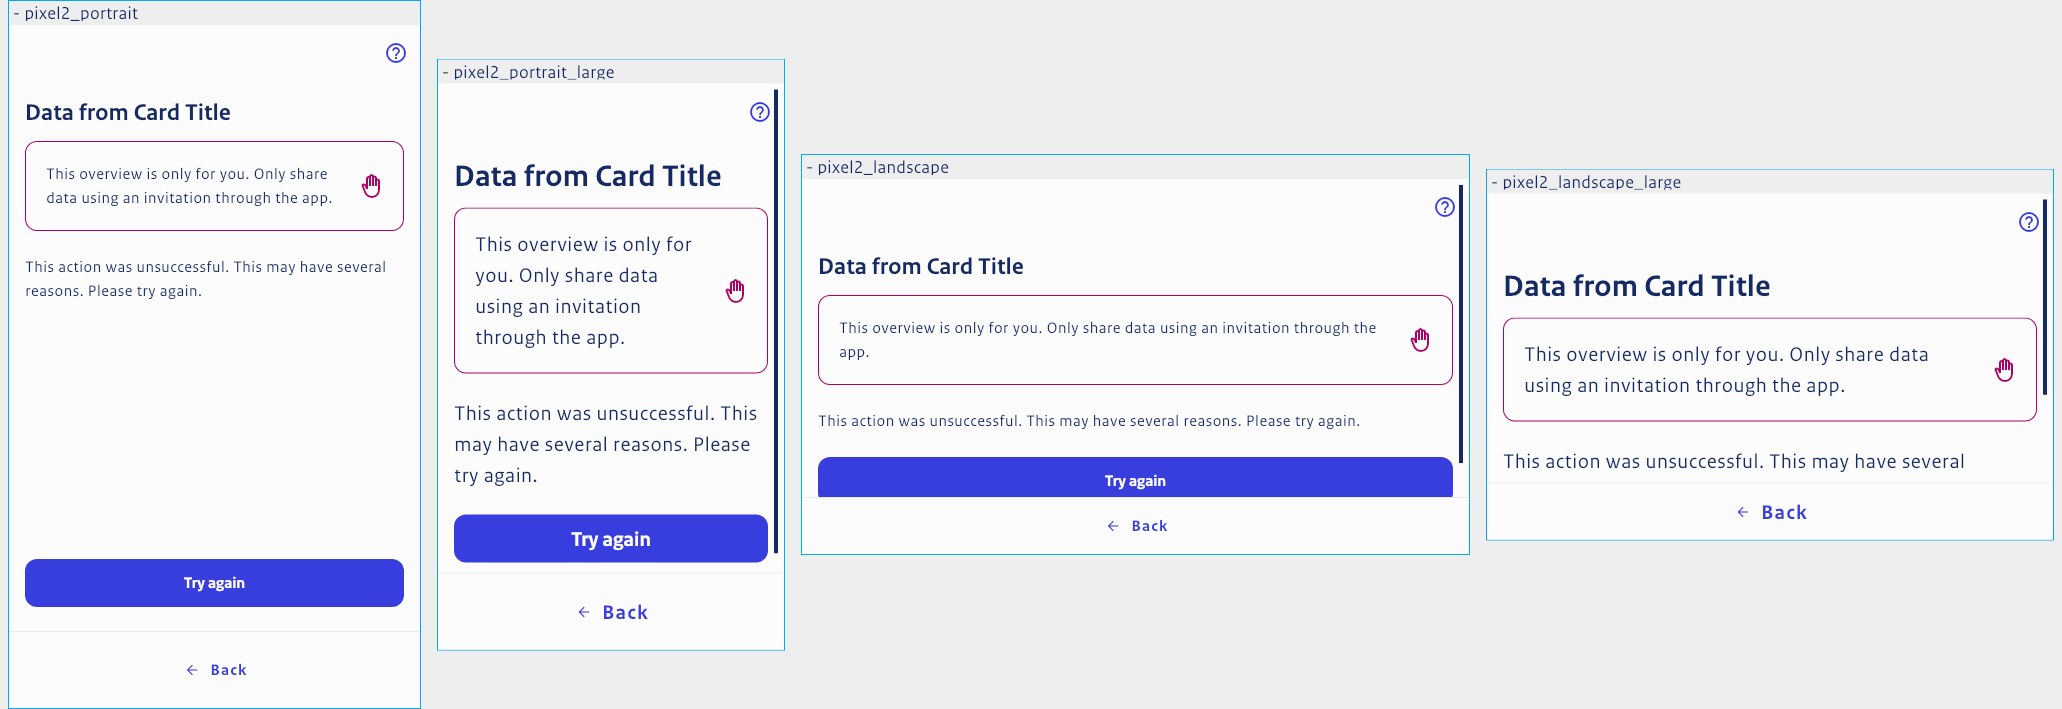 - pixel2_portrait
Data from Card Title
This overview is only for you. Only share
data using an invitation through the app.
This action was unsuccessful. This may have several
reasons. Please try again.
Try again
← Back
- pixel2_portrait_large
Data from Card Title
This overview is only for
you. Only share data
using an invitation
through the app.
This action was unsuccessful. This
may have several reasons. Please
try again.
Try again
← Back
- pixel2_landscape
Data from Card Title
This overview is only for you. Only share data using an invitation through the
app.
This action was unsuccessful. This may have several reasons. Please try again.
Try again
← Back
- pixel2_landscape_large
Data from Card Title
This overview is only for you. Only share data
using an invitation through the app.
This action was unsuccessful. This may have several
← Back